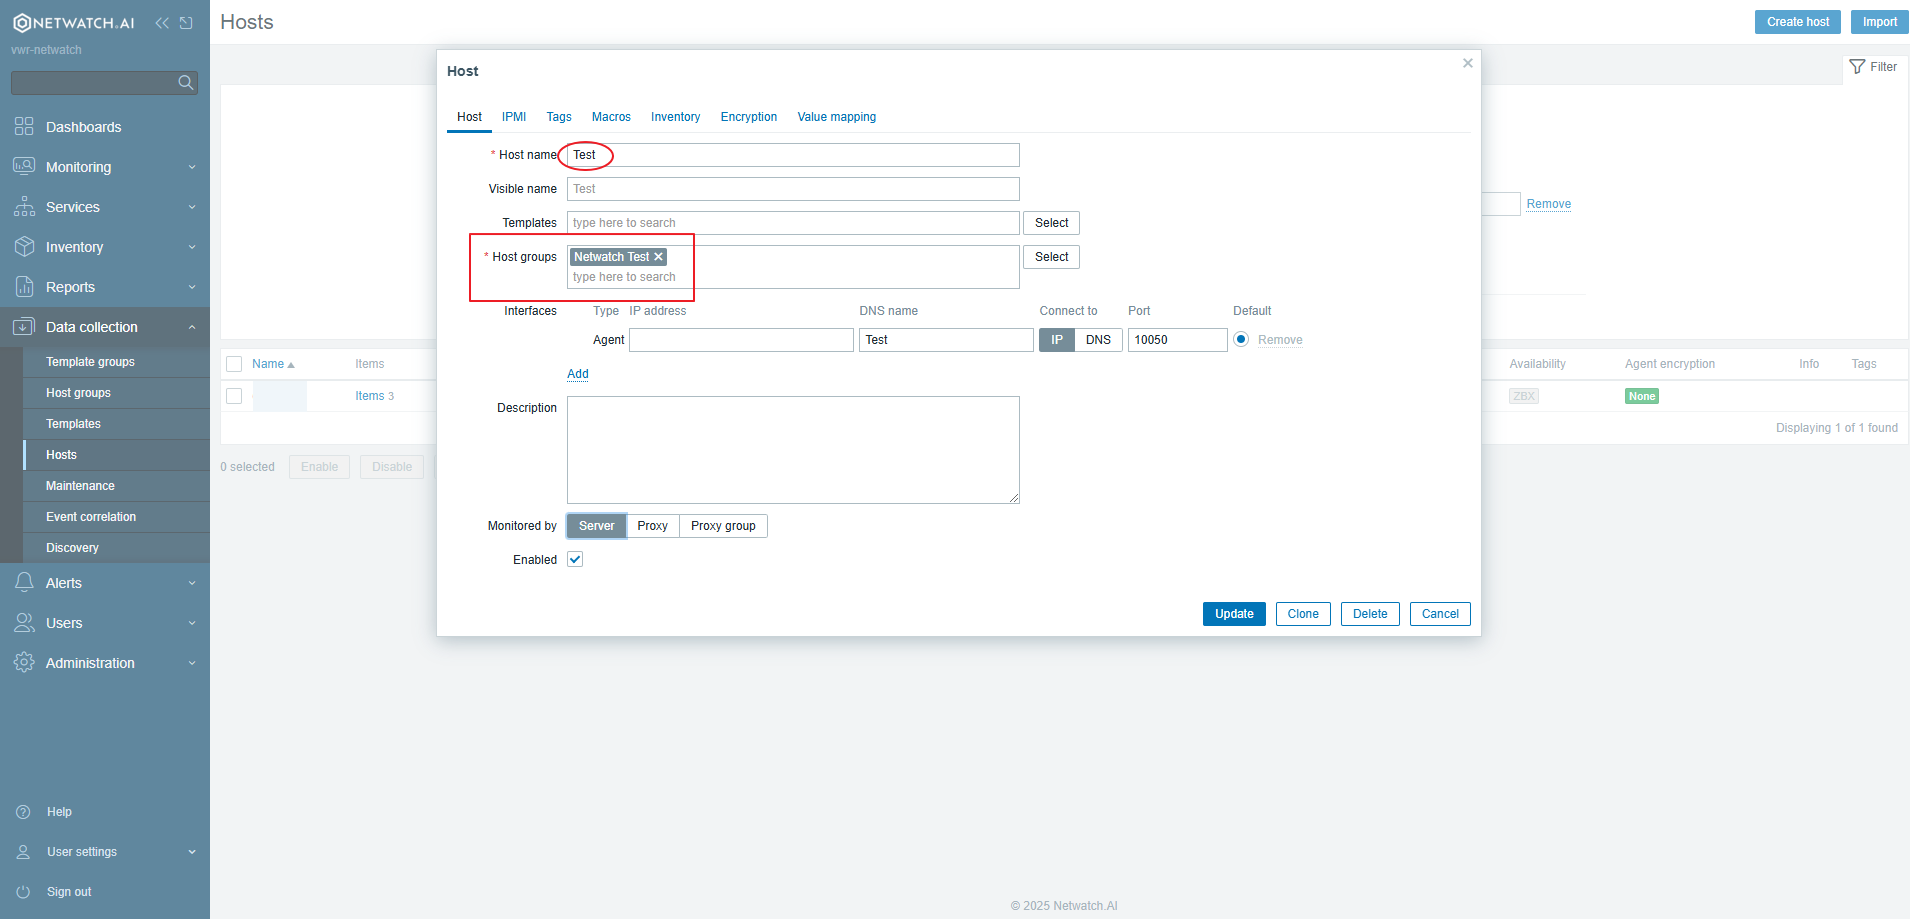 NETWATCH.AI
vwr-netwatch
Dashboards
Monitoring
Services
Inventory
Reports
Data collection
Template groups
Host groups
Templates
Hosts
Maintenance
Event correlation
Discovery
Alerts
Users
Administration
Help
User settings
Sign out
Hosts
Create host
Import
Filter
Remove
Name
Items
Availability
Agent encryption
Info
Tags
Items 3
ZBX
None
Displaying 1 of 1 found
0 selected
Enable
Disable
Host
Host IPMI Tags Macros Inventory Encryption Value mapping
* Host name Test
Visible name Test
Templates type here to search Select
* Host groups Netwatch Test Select
type here to search
Interfaces Type IP address DNS name Connect to Port Default
Agent Test IP DNS 10050 Remove
Add
Description
Monitored by Server Proxy Proxy group
Enabled
Update Clone Delete Cancel
© 2025 Netwatch.AI